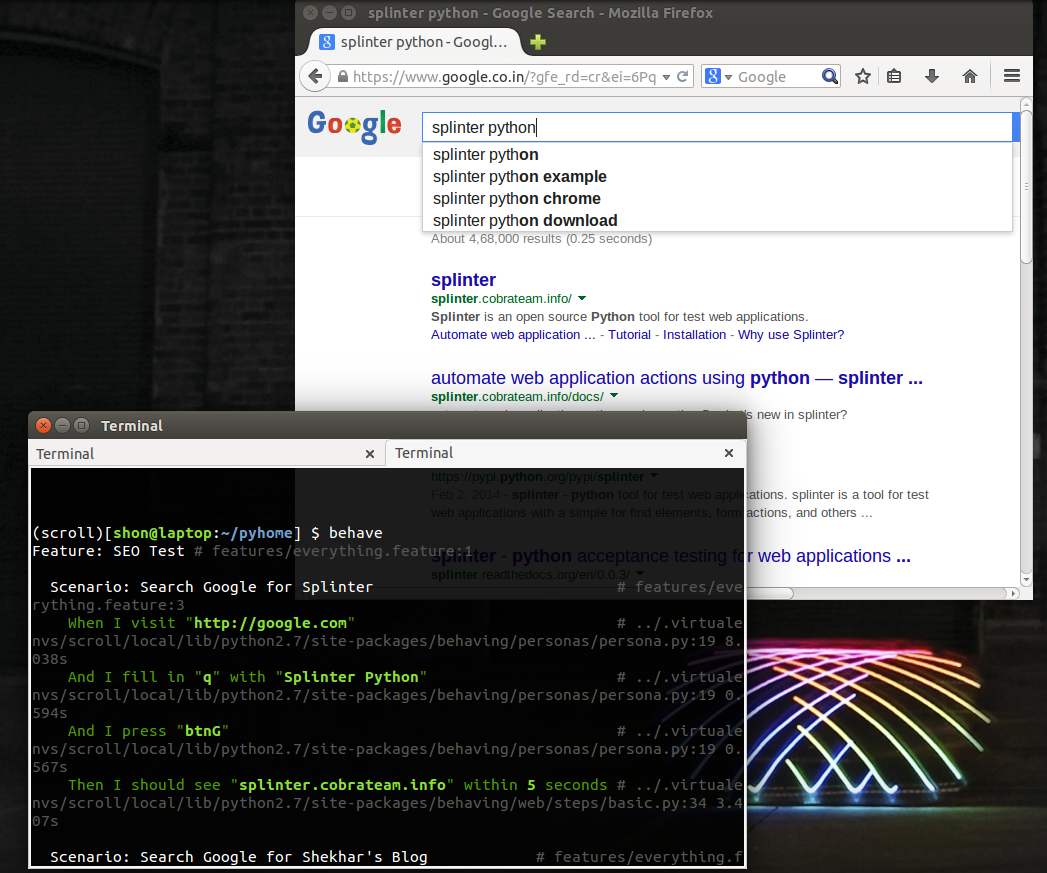 splinter python - Google Search - Mozilla Firefox
splinter python - Googl...
https://www.google.co.in/?gfe_rd=cr&ei=6Pq
Google
Google
splinter python
splinter python
splinter python example
splinter python chrome
splinter python download
About 4,68,000 results (0.25 seconds)
splinter
splinter.cobrateam.info/
Splinter is an open source Python tool for test web applications.
Automate web application ... - Tutorial - Installation - Why use Splinter?
automate web application actions using python — splinter ...
splinter.cobrateam.info/docs/
's new in splinter?
https://pypi.python.org/pypi/splinter
Feb 2, 2014 - splinter - python tool for test web applications. splinter is a tool for test
web applications with a simple for find elements, form actions, and others ...
splinter - python acceptance testing for web applications ...
splinter.readthedocs.org/en/0.0.3/
Terminal
Terminal
Terminal
(scroll)[shon@laptop:~/pyhome] $ behave
Feature: SEO Test # features/everything.feature:1
Scenario: Search Google for Splinter # features/eve
rything.feature:3
When I visit "http://google.com" # ../.virtuale
nvs/scroll/local/lib/python2.7/site-packages/behaving/personas/persona.py:19 8.
038s
And I fill in "q" with "Splinter Python" # ../.virtuale
nvs/scroll/local/lib/python2.7/site-packages/behaving/personas/persona.py:19 0.
594s
And I press "btnG" # ../.virtuale
nvs/scroll/local/lib/python2.7/site-packages/behaving/personas/persona.py:19 0.
567s
Then I should see "splinter.cobrateam.info" within 5 seconds # ../.virtuale
nvs/scroll/local/lib/python2.7/site-packages/behaving/web/steps/basic.py:34 3.4
07s
Scenario: Search Google for Shekhar's Blog # features/everything.f